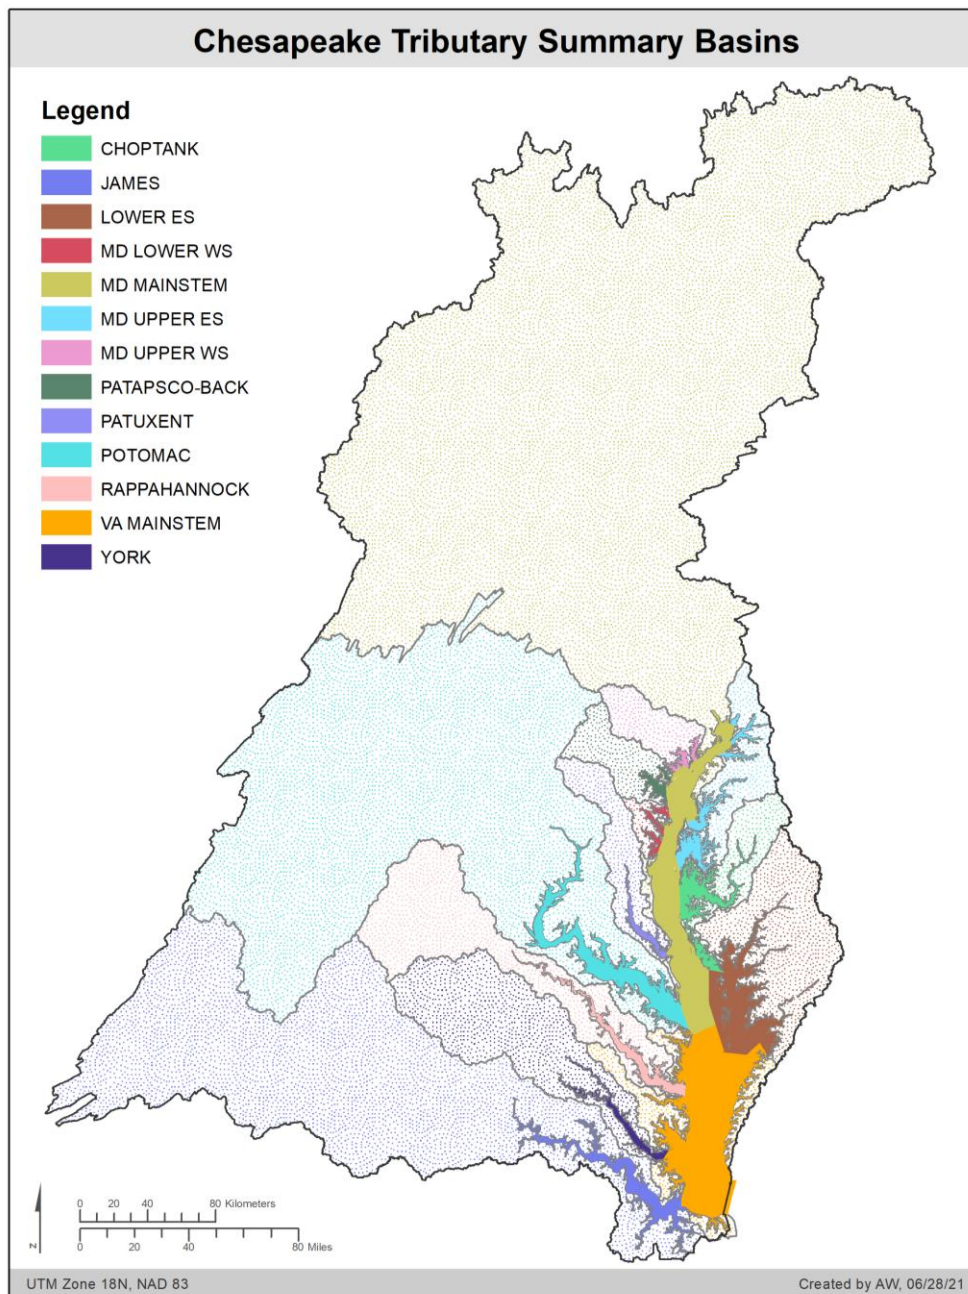 Chesapeake Tributary Summary Basins
Legend
CHOPTANK
JAMES
LOWER ES
MD LOWER WS
MD MAINSTEM
MD UPPER ES
MD UPPER WS
PATAPSCO-BACK
PATUXENT
POTOMAC
RAPPAHANNOCK
VA MAINSTEM
YORK
0 20 40 80 Kilometers
0 20 40 80 Miles
N
UTM Zone 18N, NAD 83 Created by AW, 06/28/21